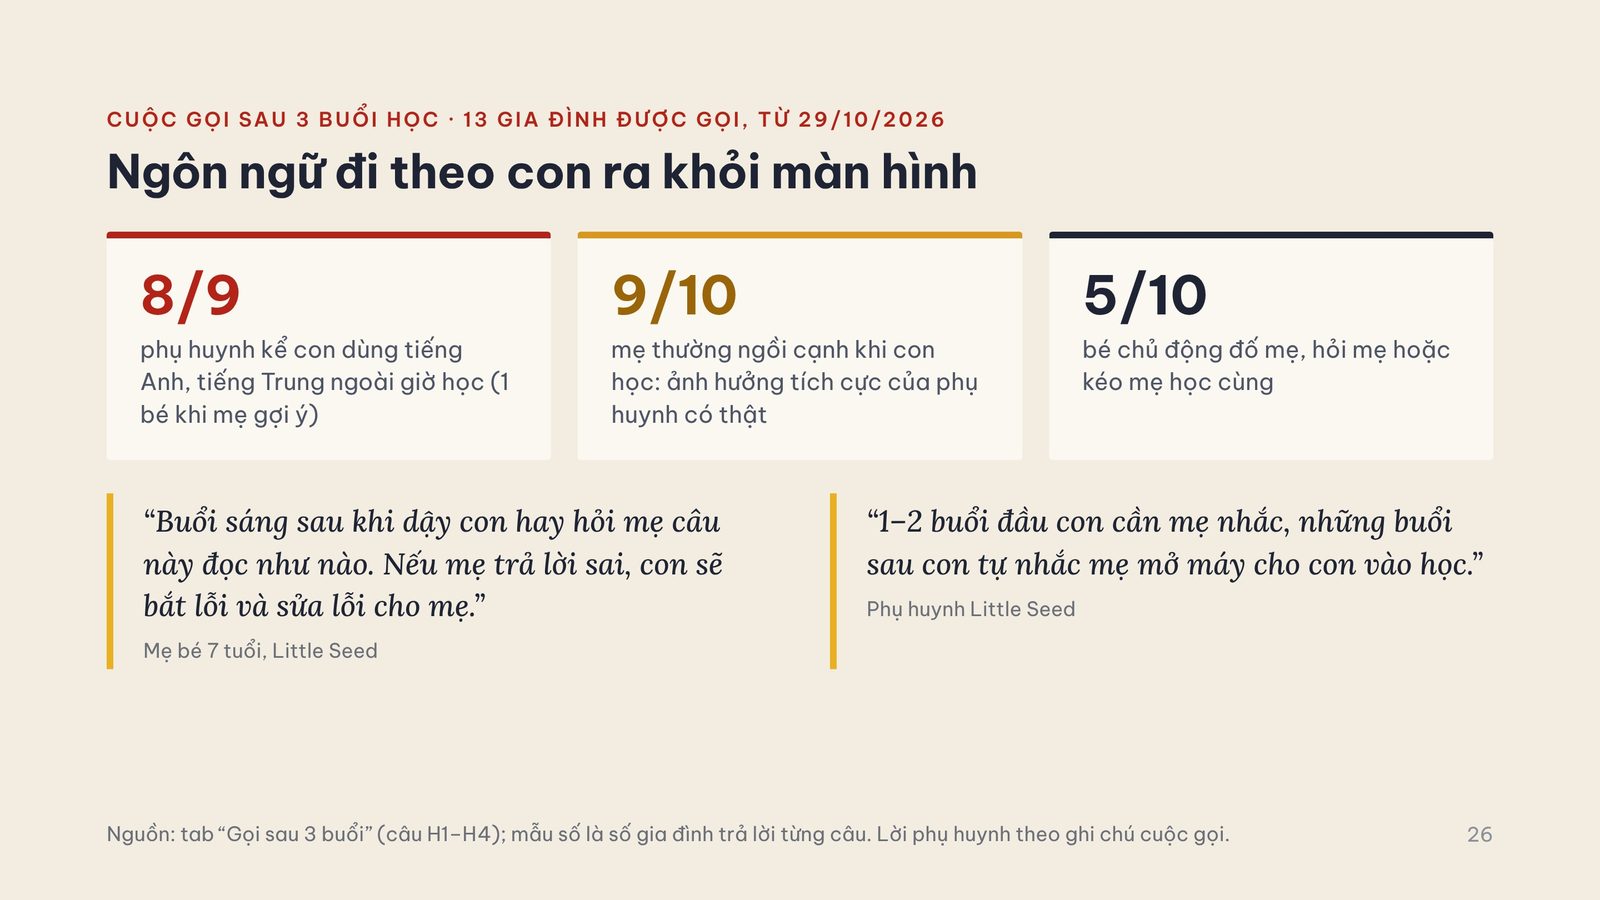 CUỘC GỌI SAU 3 BUỔI HỌC · 13 GIA ĐÌNH ĐƯỢC GỌI, TỪ 29/10/2026
Ngôn ngữ đi theo con ra khỏi màn hình
8/9
phụ huynh kể con dùng tiếng
Anh, tiếng Trung ngoài giờ học (1
bé khi mẹ gợi ý)
9/10
mẹ thường ngồi cạnh khi con
học: ảnh hưởng tích cực của phụ
huynh có thật
5/10
bé chủ động đố mẹ, hỏi mẹ hoặc
kéo mẹ học cùng
“Buổi sáng sau khi dậy con hay hỏi mẹ câu
này đọc như nào. Nếu mẹ trả lời sai, con sẽ
bắt lỗi và sửa lỗi cho mẹ.”
Mẹ bé 7 tuổi, Little Seed
“1–2 buổi đầu con cần mẹ nhắc, những buổi
sau con tự nhắc mẹ mở máy cho con vào học.”
Phụ huynh Little Seed
Nguồn: tab “Gọi sau 3 buổi” (câu H1–H4); mẫu số là số gia đình trả lời từng câu. Lời phụ huynh theo ghi chú cuộc gọi.
26